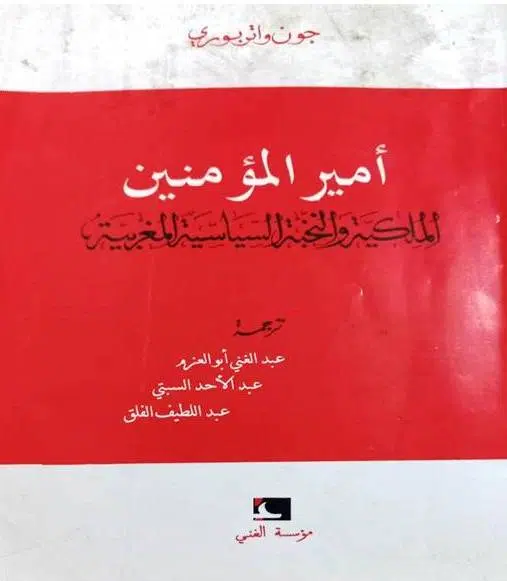 جون واتربوري
أمير المؤمنين
الملكية والنخبة السياسية المغربية
ترجمة
عبد الغني أبو العزم
عبد الأحد السبتي
عبد اللطيف الفلق
مؤسسة الغني